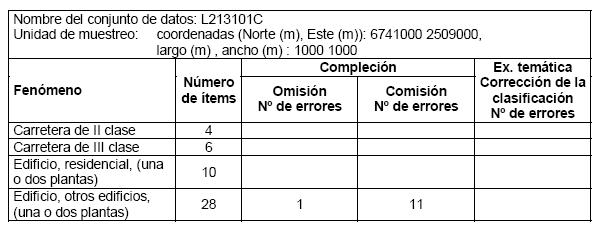 Nombre del conjunto de datos: L213101C
Unidad de muestreo: coordenadas (Norte (m), Este (m)): 6741000 2509000,
largo (m) , ancho (m) : 1000 1000
Fenómeno
Número
de ítems
Compleción
Ex. temática
Corrección de la
clasificación
Nº de errores
Omisión
Nº de errores
Comisión
Nº de errores
Carretera de II clase 4
Carretera de III clase 6
Edificio, residencial, (una
o dos plantas) 10
Edificio, otros edificios,
(una o dos plantas) 28 1 11